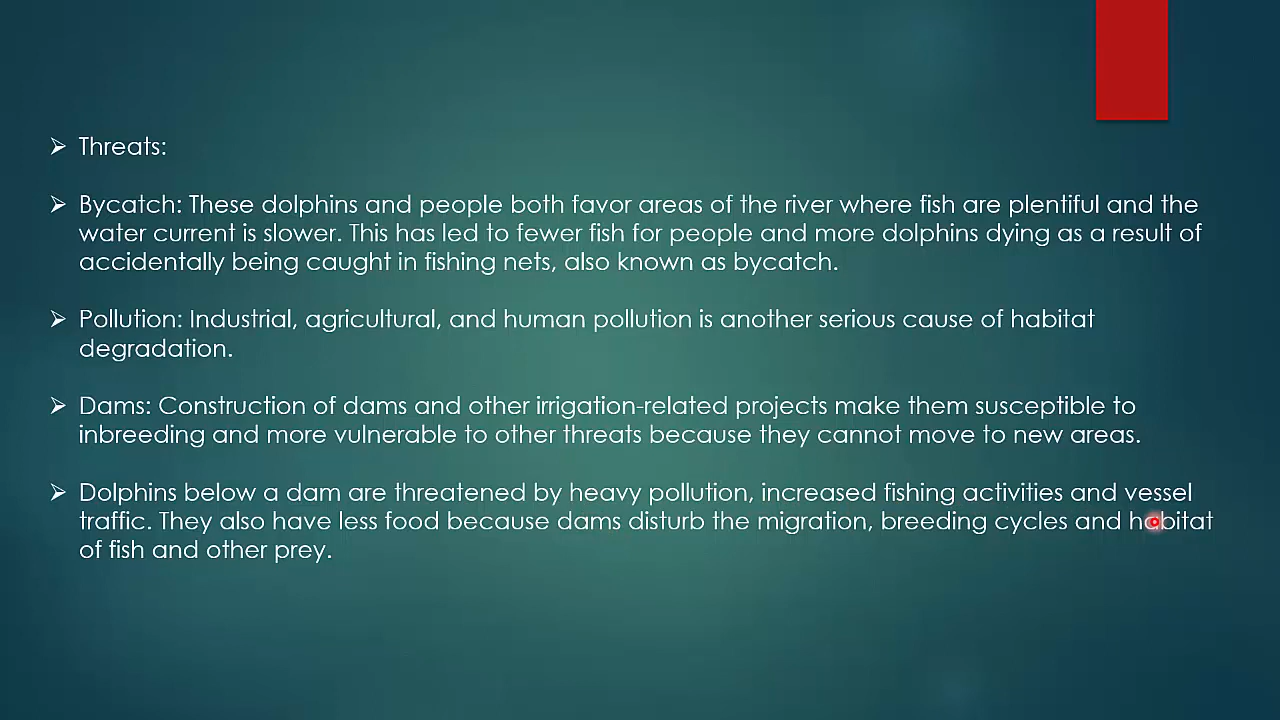 Threats:
Bycatch: These dolphins and people both favor areas of the river where fish are plentiful and the
water current is slower. This has led to fewer fish for people and more dolphins dying as a result of
accidentally being caught in fishing nets, also known as bycatch.
Pollution: Industrial, agricultural, and human pollution is another serious cause of habitat
degradation.
Dams: Construction of dams and other irrigation-related projects make them susceptible to
inbreeding and more vulnerable to other threats because they cannot move to new areas.
Dolphins below a dam are threatened by heavy pollution, increased fishing activities and vessel
traffic. They also have less food because dams disturb the migration, breeding cycles and habitat
of fish and other prey.